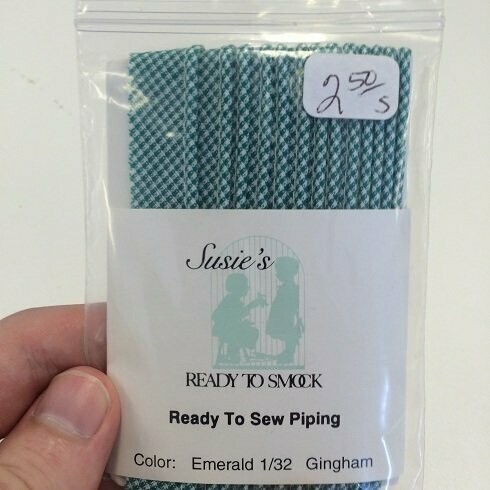 2 50/
S
Susie's
READY TO SMOCK
Ready To Sew Piping
Color: Emerald 1/32 Gingham